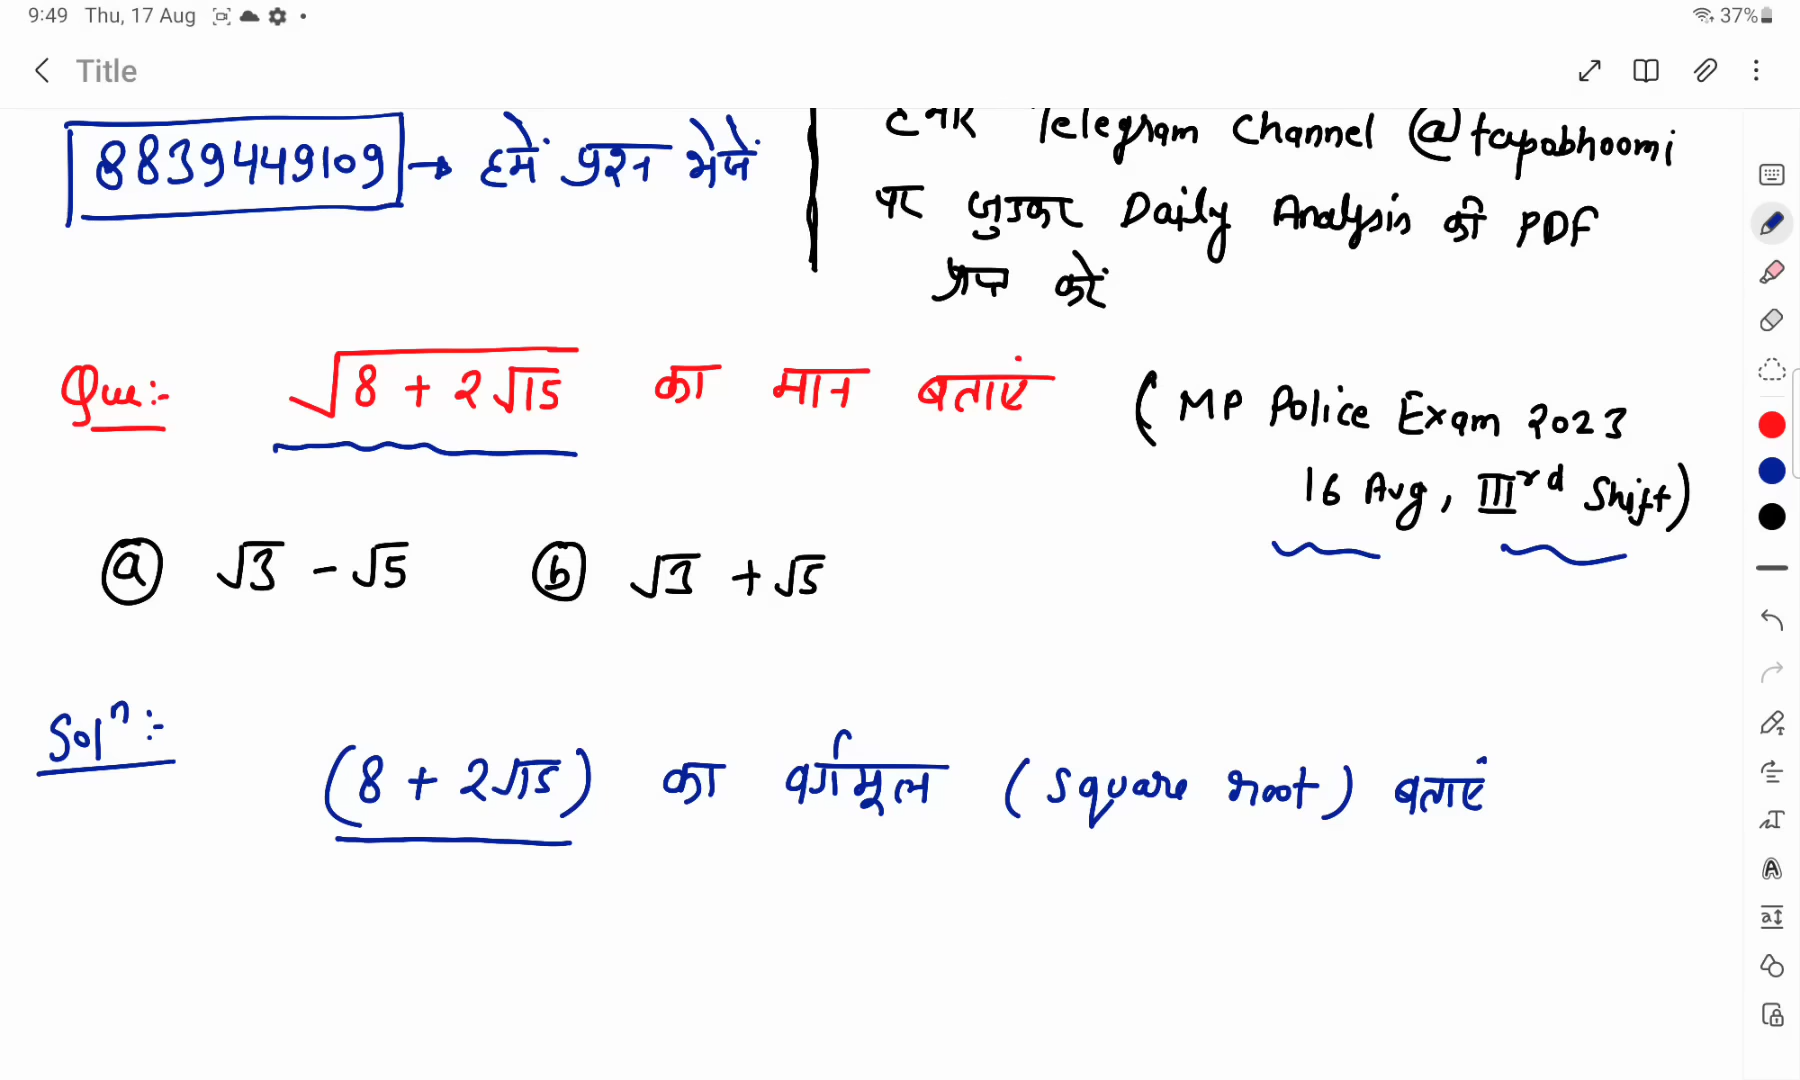 9:49 Thu, 17 Aug 37%
Title
8839449109 → हमें प्रश्न भेजें
Telegram Channel @tapobhoomi
पर जुड़कर Daily Analysis की PDF
प्राप्त करें
Que:- √(8 + 2√15) का मान बताएं (MP Police Exam 2023
16 Avg, IIIrd Shift)
(a) √3 - √5 (b) √3 + √5
Solⁿ:-
(8 + 2√15) का वर्गमूल (square root) बताएं